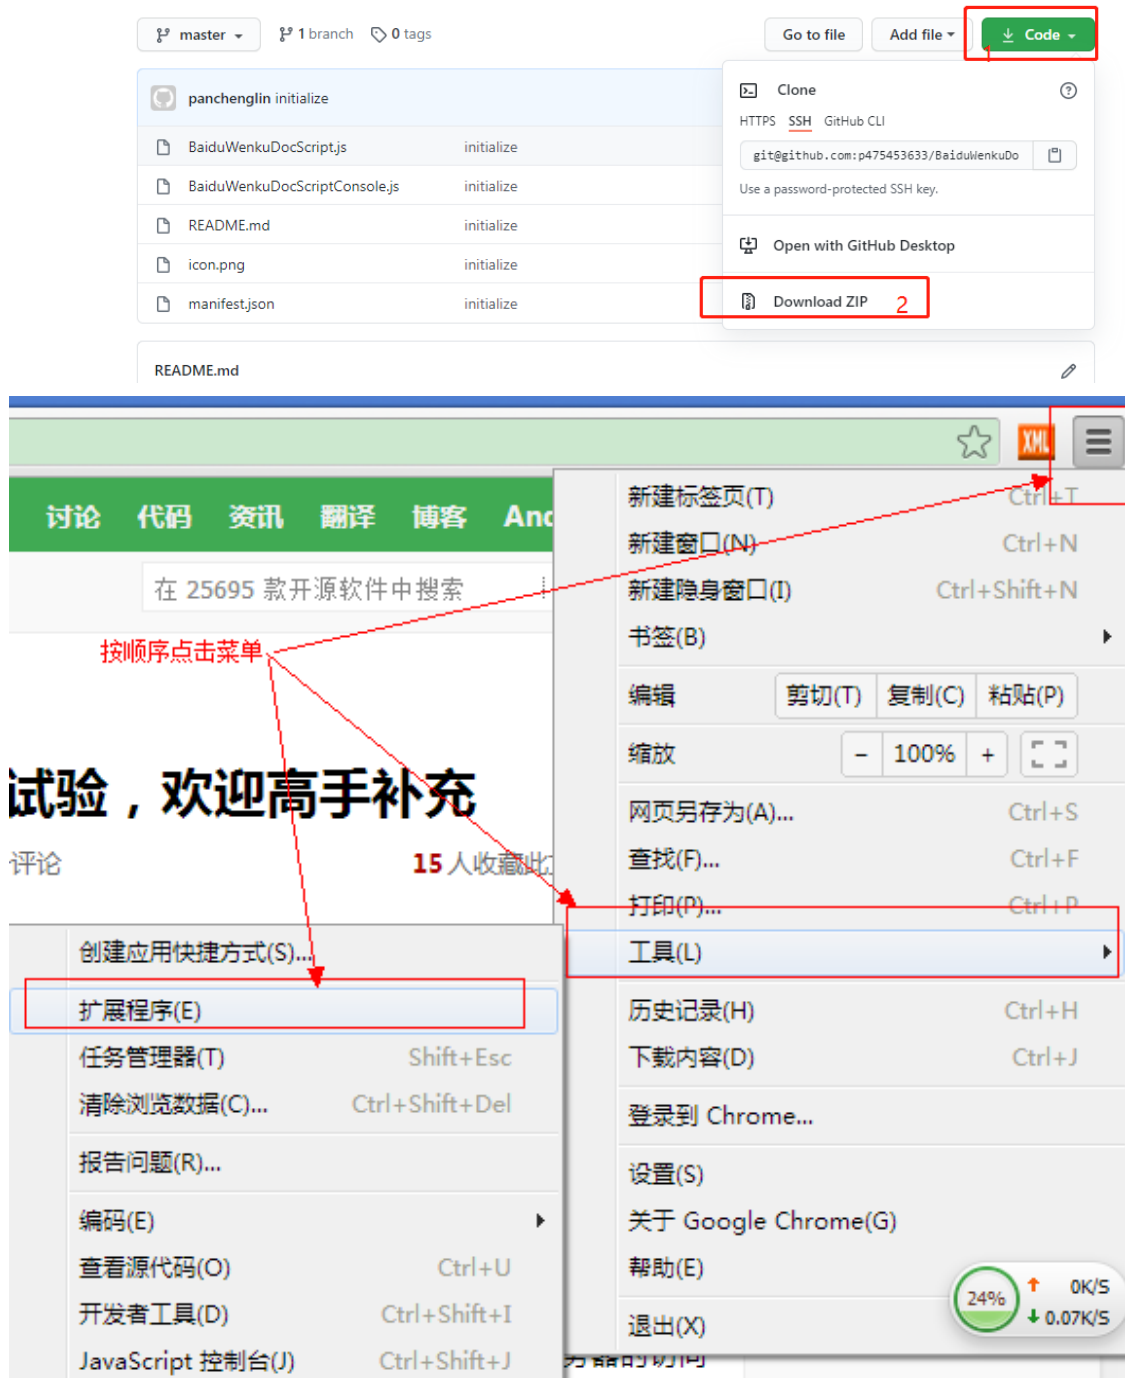 master
1 branch
0 tags
Go to file
Add file
Code
1
panchenglin initialize
BaiduWenkuDocScript.js initialize
BaiduWenkuDocScriptConsole.js initialize
README.md initialize
icon.png initialize
manifest.json initialize
Clone
HTTPS SSH GitHub CLI
git@github.com:p475453633/BaiduWenkuDo
Use a password-protected SSH key.
Open with GitHub Desktop
Download ZIP
2
README.md
XML
讨论 代码 资讯 翻译 博客 And
在 25695 款开源软件中搜索
按顺序点击菜单
试验，欢迎高手补充
评论
15 人收藏此
新建标签页(T) Ctrl+T
新建窗口(N) Ctrl+N
新建隐身窗口(I) Ctrl+Shift+N
书签(B)
编辑 剪切(T) 复制(C) 粘贴(P)
缩放 - 100% +
网页另存为(A)... Ctrl+S
查找(F)... Ctrl+F
打印(P)... Ctrl+P
工具(L)
历史记录(H) Ctrl+H
下载内容(D) Ctrl+J
登录到 Chrome...
设置(S)
关于 Google Chrome(G)
帮助(E)
退出(X)
创建应用快捷方式(S)...
扩展程序(E)
任务管理器(T) Shift+Esc
清除浏览数据(C)... Ctrl+Shift+Del
报告问题(R)...
编码(E)
查看源代码(O) Ctrl+U
开发者工具(D) Ctrl+Shift+I
JavaScript 控制台(J) Ctrl+Shift+J
24%
0K/S
0.07K/S
务器的访问